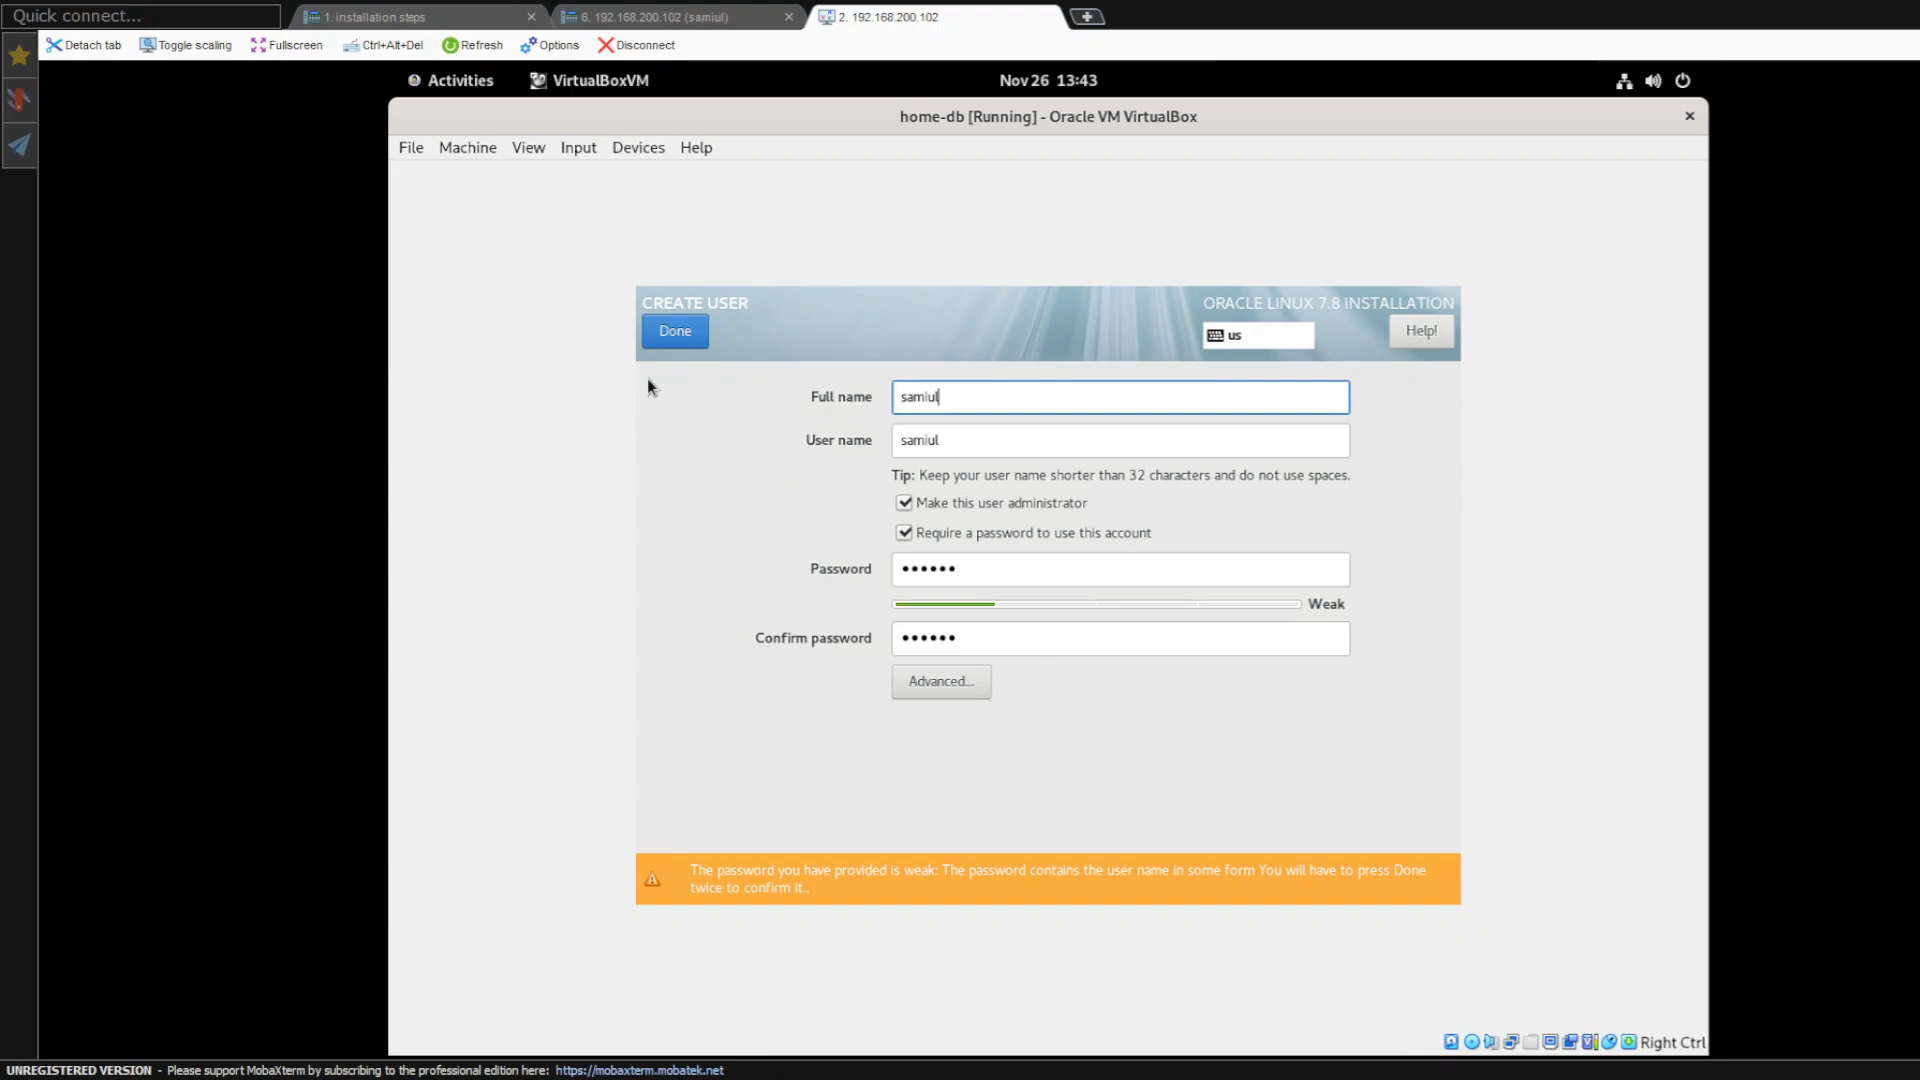 Quick connect...
1. installation steps
6. 192.168.200.102 (samiul)
2. 192.168.200.102
Detach tab
Toggle scaling
Fullscreen
Ctrl+Alt+Del
Refresh
Options
Disconnect
Activities
VirtualBoxVM
Nov 26 13:43
home-db [Running] - Oracle VM VirtualBox
File Machine View Input Devices Help
CREATE USER
ORACLE LINUX 7.8 INSTALLATION
Done
us
Help!
Full name
samiul
User name
samiul
Tip: Keep your user name shorter than 32 characters and do not use spaces.
Make this user administrator
Require a password to use this account
Password
••••••
Weak
Confirm password
••••••
Advanced...
The password you have provided is weak: The password contains the user name in some form You will have to press Done
twice to confirm it..
Right Ctrl
UNREGISTERED VERSION - Please support MobaXterm by subscribing to the professional edition here: https://mobaxterm.mobatek.net